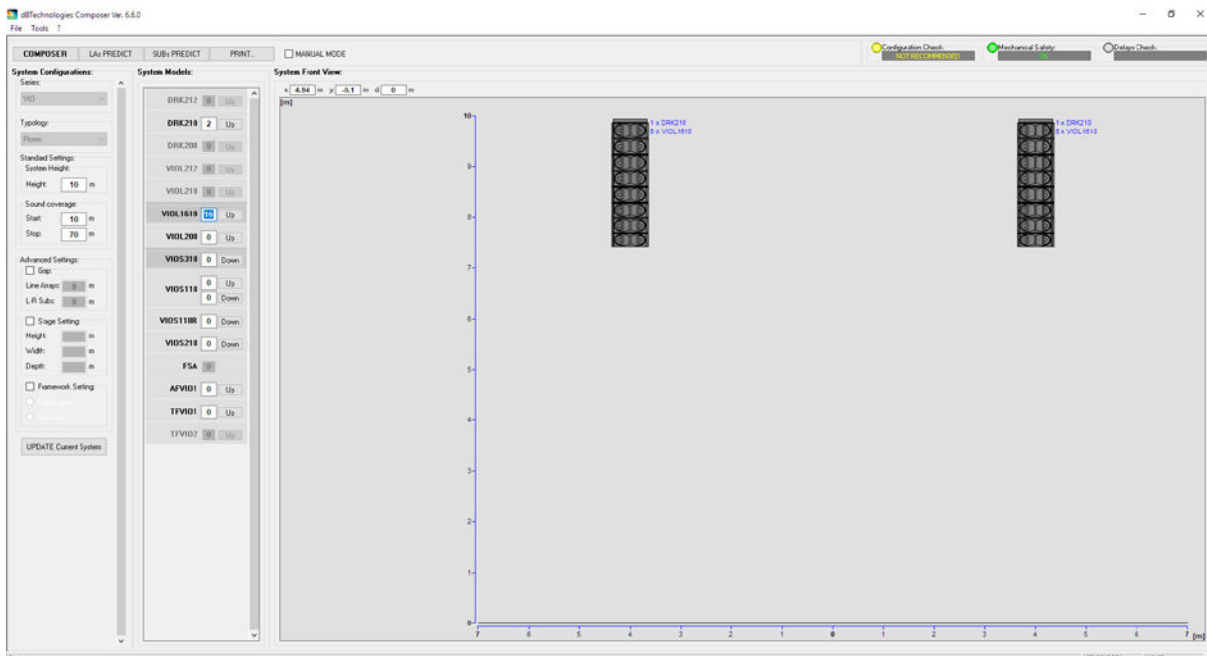 dBTechnologies Composer Ver. 6.6.0
File Tools ?
COMPOSER LAs PREDICT SUBs PREDICT PRINT.. MANUAL MODE
Configuration Check: Mechanical Safety: Delays Check:
NOT RECOMMENDED OK
System Configurations:
Series:
VIO
Typology:
Flown
Standard Settings:
System Height:
Height: 10 m
Sound coverage:
Start: 10 m
Stop: 70 m
Advanced Settings:
Gap:
Line Arrays: 0 m
L-R Subs: 0 m
Stage Setting:
Height: m
Width: m
Depth: m
Framework Setting:
UPDATE Current System
System Models:
DRK212 0 Up
DRK210 2 Up
DRK208 0 Up
VIOL212 0 Up
VIOL210 0 Up
VIOL1610 16 Up
VIOL208 0 Up
VIOS318 0 Down
VIOS118 0 Up
0 Down
VIOS118R 0 Down
VIOS218 0 Down
FSA 0
AFVIO1 0 Up
TFVIO1 0 Up
TFVIO2 0 Up
System Front View:
x: 4.94 m y: -0.1 m d: 0 m
[m]
10
1 x DRK210
8 x VIOL1610
1 x DRK210
8 x VIOL1610
9
8
7
6
5
4
3
2
1
0
7 6 5 4 3 2 1 0 1 2 3 4 5 6 7 [m]